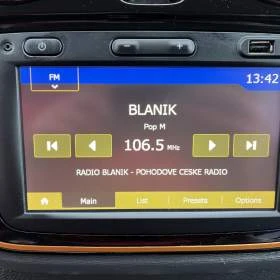 FM
13:42
BLANIK
Pop M
106.5 MHz
RADIO BLANIK - POHODOVE CESKE RADIO
Main List Presets Options